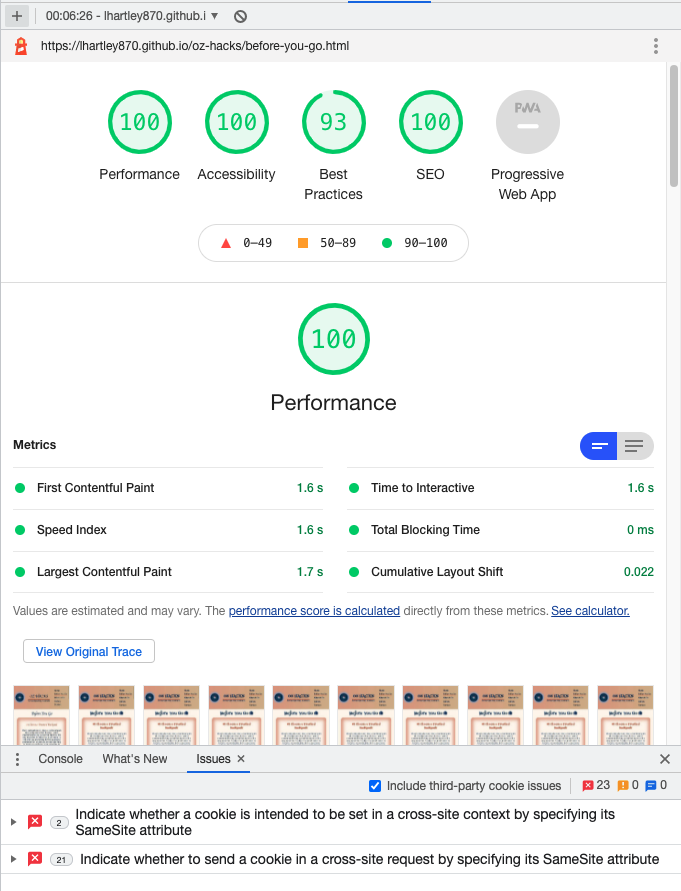 00:06:26 - lhartley870.github.i
https://lhartley870.github.io/oz-hacks/before-you-go.html
100 100 93 100 PWA
Performance Accessibility Best Practices SEO Progressive Web App
0–49 50–89 90–100
100
Performance
Metrics
First Contentful Paint 1.6 s
Time to Interactive 1.6 s
Speed Index 1.6 s
Total Blocking Time 0 ms
Largest Contentful Paint 1.7 s
Cumulative Layout Shift 0.022
Values are estimated and may vary. The performance score is calculated directly from these metrics. See calculator.
View Original Trace
Console What's New Issues
Include third-party cookie issues 23 0 0
2 Indicate whether a cookie is intended to be set in a cross-site context by specifying its
SameSite attribute
21 Indicate whether to send a cookie in a cross-site request by specifying its SameSite attribute